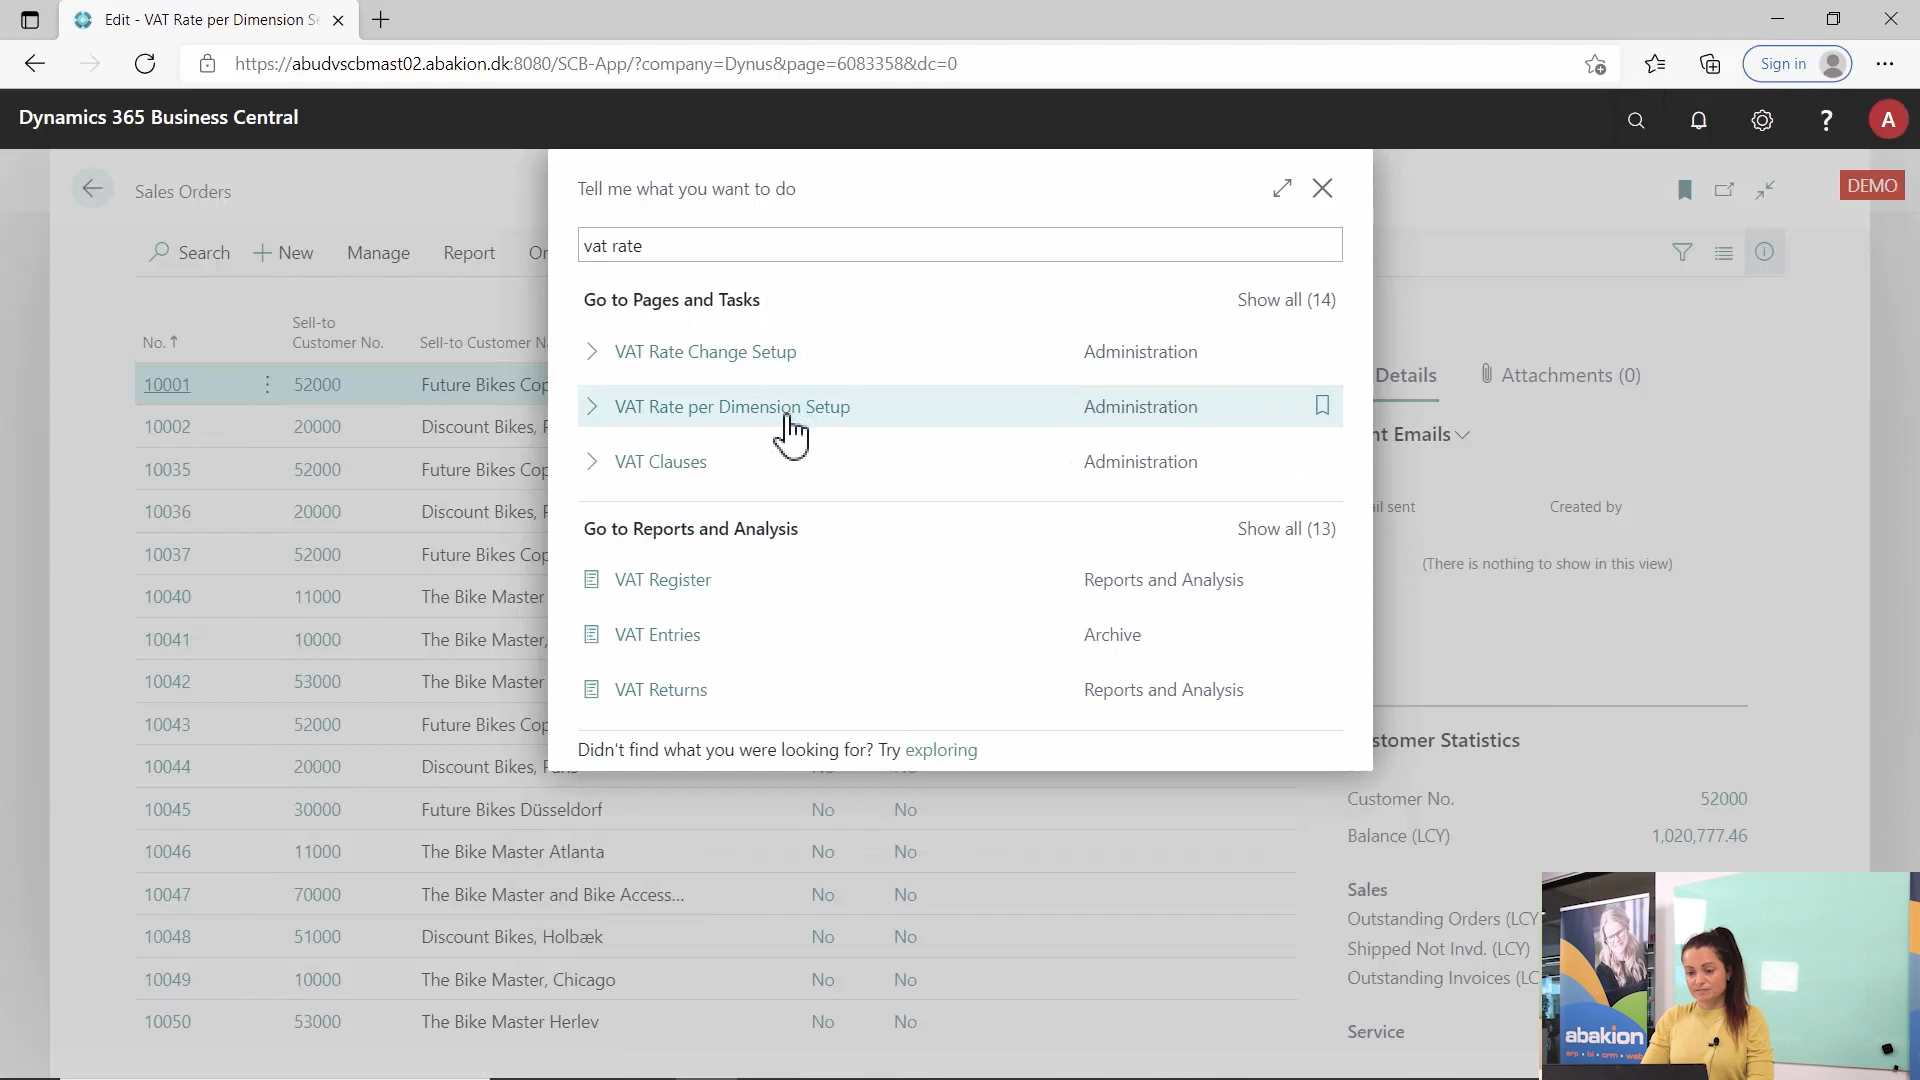 Edit - VAT Rate per Dimension S
https://abudvscbmast02.abakion.dk:8080/SCB-App/?company=Dynus&page=6083358&dc=0
Sign in
Dynamics 365 Business Central
?
A
Sales Orders
DEMO
Search
New
Manage
Report
Or
No. ↑
Sell-to Customer No.
Sell-to Customer N
10001 52000 Future Bikes Cop
10002 20000 Discount Bikes, P
10035 52000 Future Bikes Cop
10036 20000 Discount Bikes, P
10037 52000 Future Bikes Cop
10040 11000 The Bike Master
10041 10000 The Bike Master,
10042 53000 The Bike Master
10043 52000 Future Bikes Cop
10044 20000 Discount Bikes, Paris No No
10045 30000 Future Bikes Düsseldorf No No
10046 11000 The Bike Master Atlanta No No
10047 70000 The Bike Master and Bike Access... No No
10048 51000 Discount Bikes, Holbæk No No
10049 10000 The Bike Master, Chicago No No
10050 53000 The Bike Master Herlev No No
Tell me what you want to do
vat rate
Go to Pages and Tasks Show all (14)
VAT Rate Change Setup Administration
VAT Rate per Dimension Setup Administration
VAT Clauses Administration
Go to Reports and Analysis Show all (13)
VAT Register Reports and Analysis
VAT Entries Archive
VAT Returns Reports and Analysis
Didn't find what you were looking for? Try exploring
Details
Attachments (0)
nt Emails
ail sent
Created by
(There is nothing to show in this view)
stomer Statistics
Customer No. 52000
Balance (LCY) 1,020,777.46
Sales
Outstanding Orders (LCY
Shipped Not Invd. (LCY)
Outstanding Invoices (LC
Service
abakion
erp • bi • crm • web